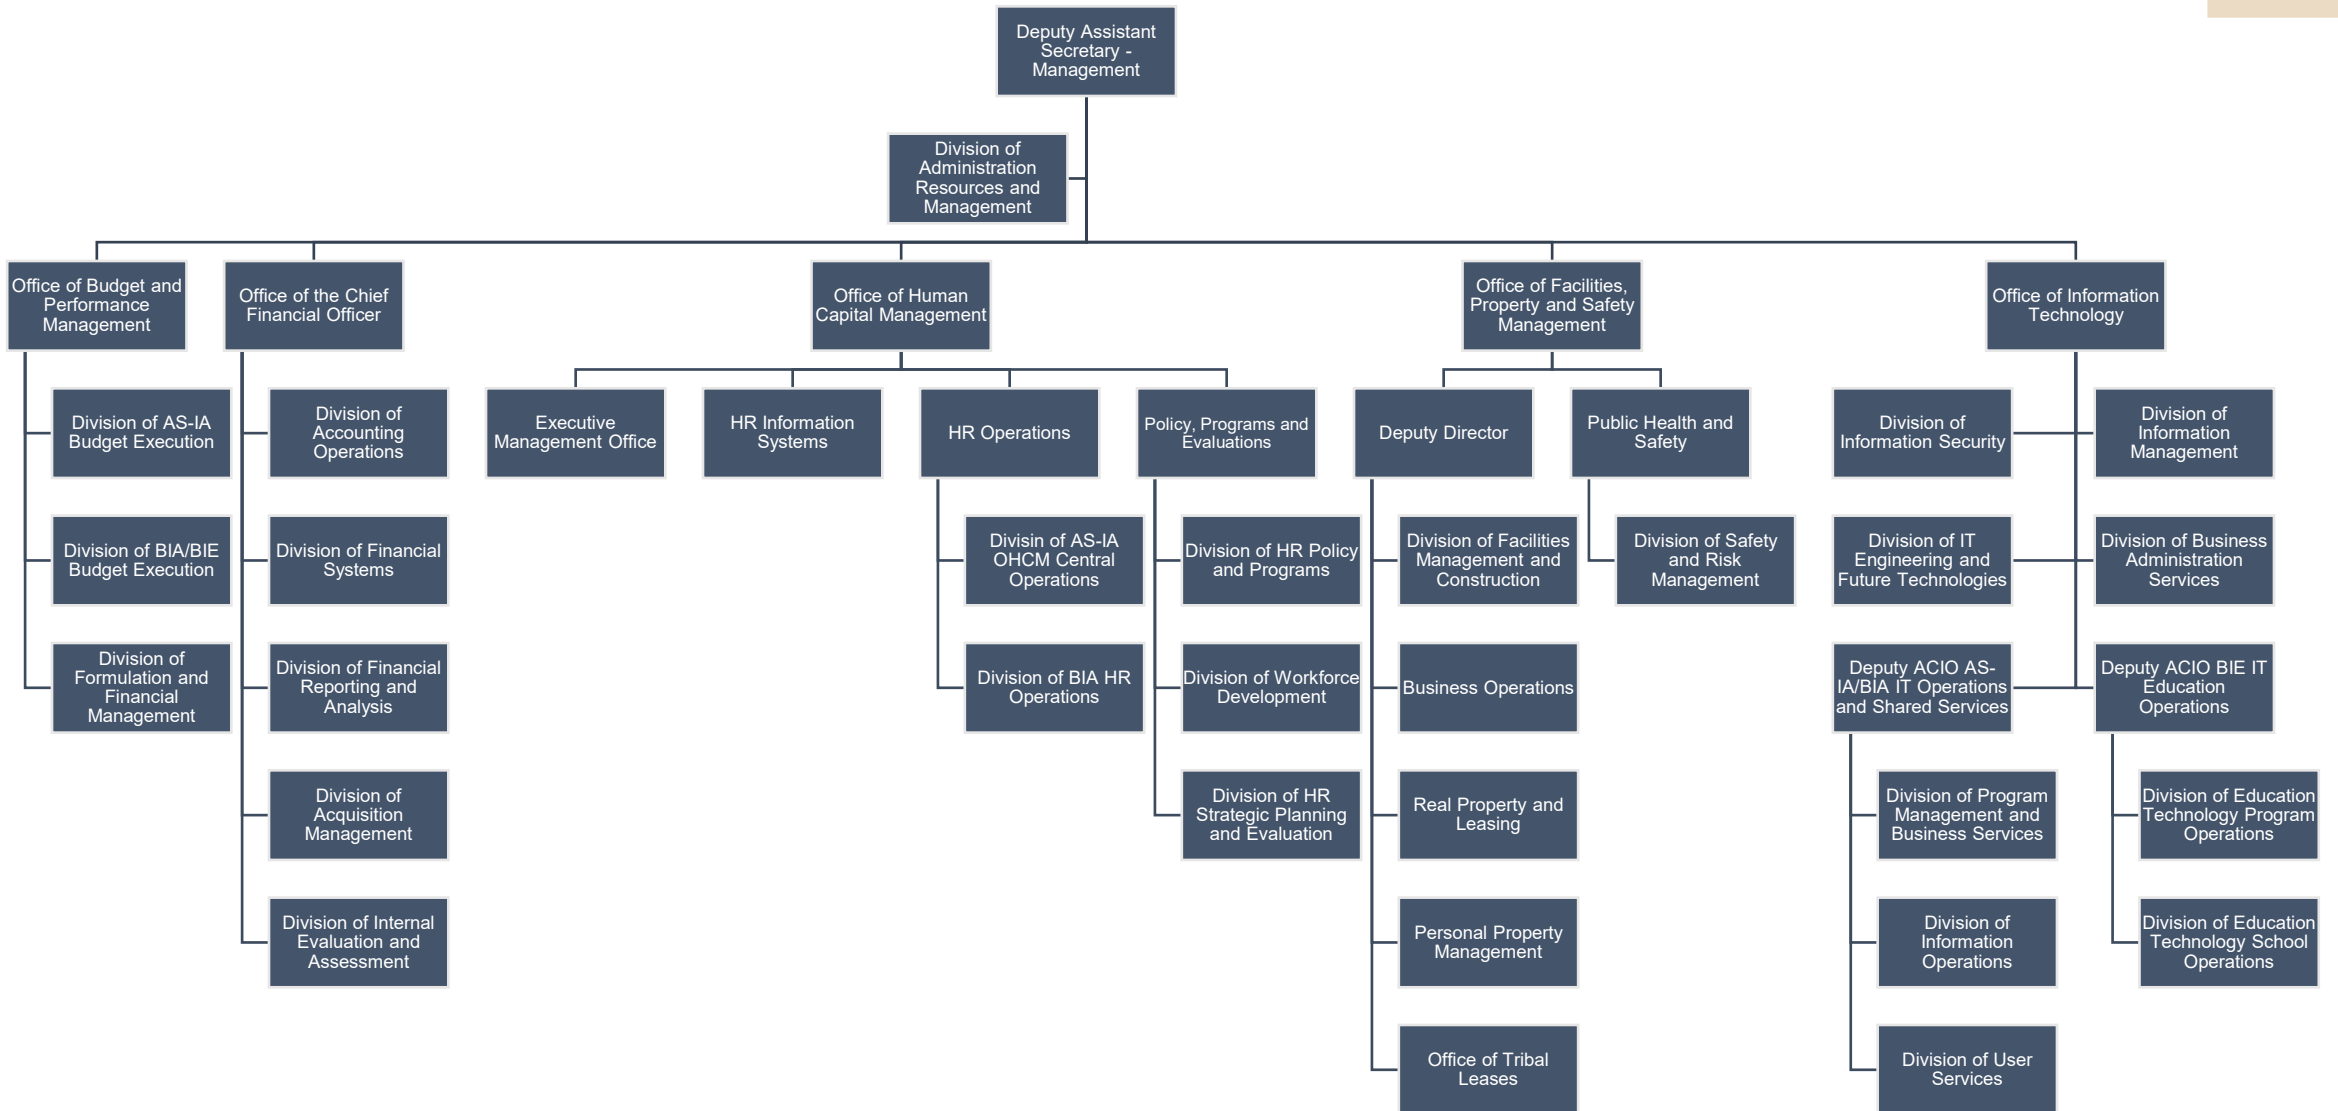 Deputy Assistant
Secretary -
Management
Division of
Administration
Resources and
Management
Office of Budget and
Performance
Management
Office of the Chief
Financial Officer
Office of Human
Capital Management
Office of Facilities,
Property and Safety
Management
Office of Information
Technology
Division of AS-IA
Budget Execution
Division of
Accounting
Operations
Executive
Management Office
HR Information
Systems
HR Operations
Policy, Programs and
Evaluations
Deputy Director
Public Health and
Safety
Division of
Information Security
Division of
Information
Management
Division of BIA/BIE
Budget Execution
Division of Financial
Systems
Divisin of AS-IA
OHCM Central
Operations
Division of HR Policy
and Programs
Division of Facilities
Management and
Construction
Division of Safety
and Risk
Management
Division of IT
Engineering and
Future Technologies
Division of Business
Administration
Services
Division of
Formulation and
Financial
Management
Division of Financial
Reporting and
Analysis
Division of BIA HR
Operations
Division of Workforce
Development
Business Operations
Deputy ACIO AS-
IA/BIA IT Operations
and Shared Services
Deputy ACIO BIE IT
Education
Operations
Division of
Acquisition
Management
Division of HR
Strategic Planning
and Evaluation
Real Property and
Leasing
Division of Program
Management and
Business Services
Division of Education
Technology Program
Operations
Division of Internal
Evaluation and
Assessment
Personal Property
Management
Division of
Information
Operations
Division of Education
Technology School
Operations
Office of Tribal
Leases
Division of User
Services